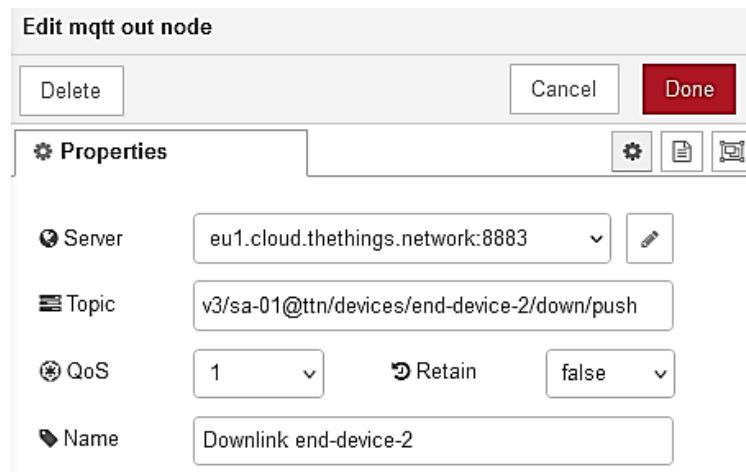 Edit mqtt out node
Delete Cancel Done
Properties
Server eu1.cloud.thethings.network:8883
Topic v3/sa-01@ttn/devices/end-device-2/down/push
QoS 1 Retain false
Name Downlink end-device-2